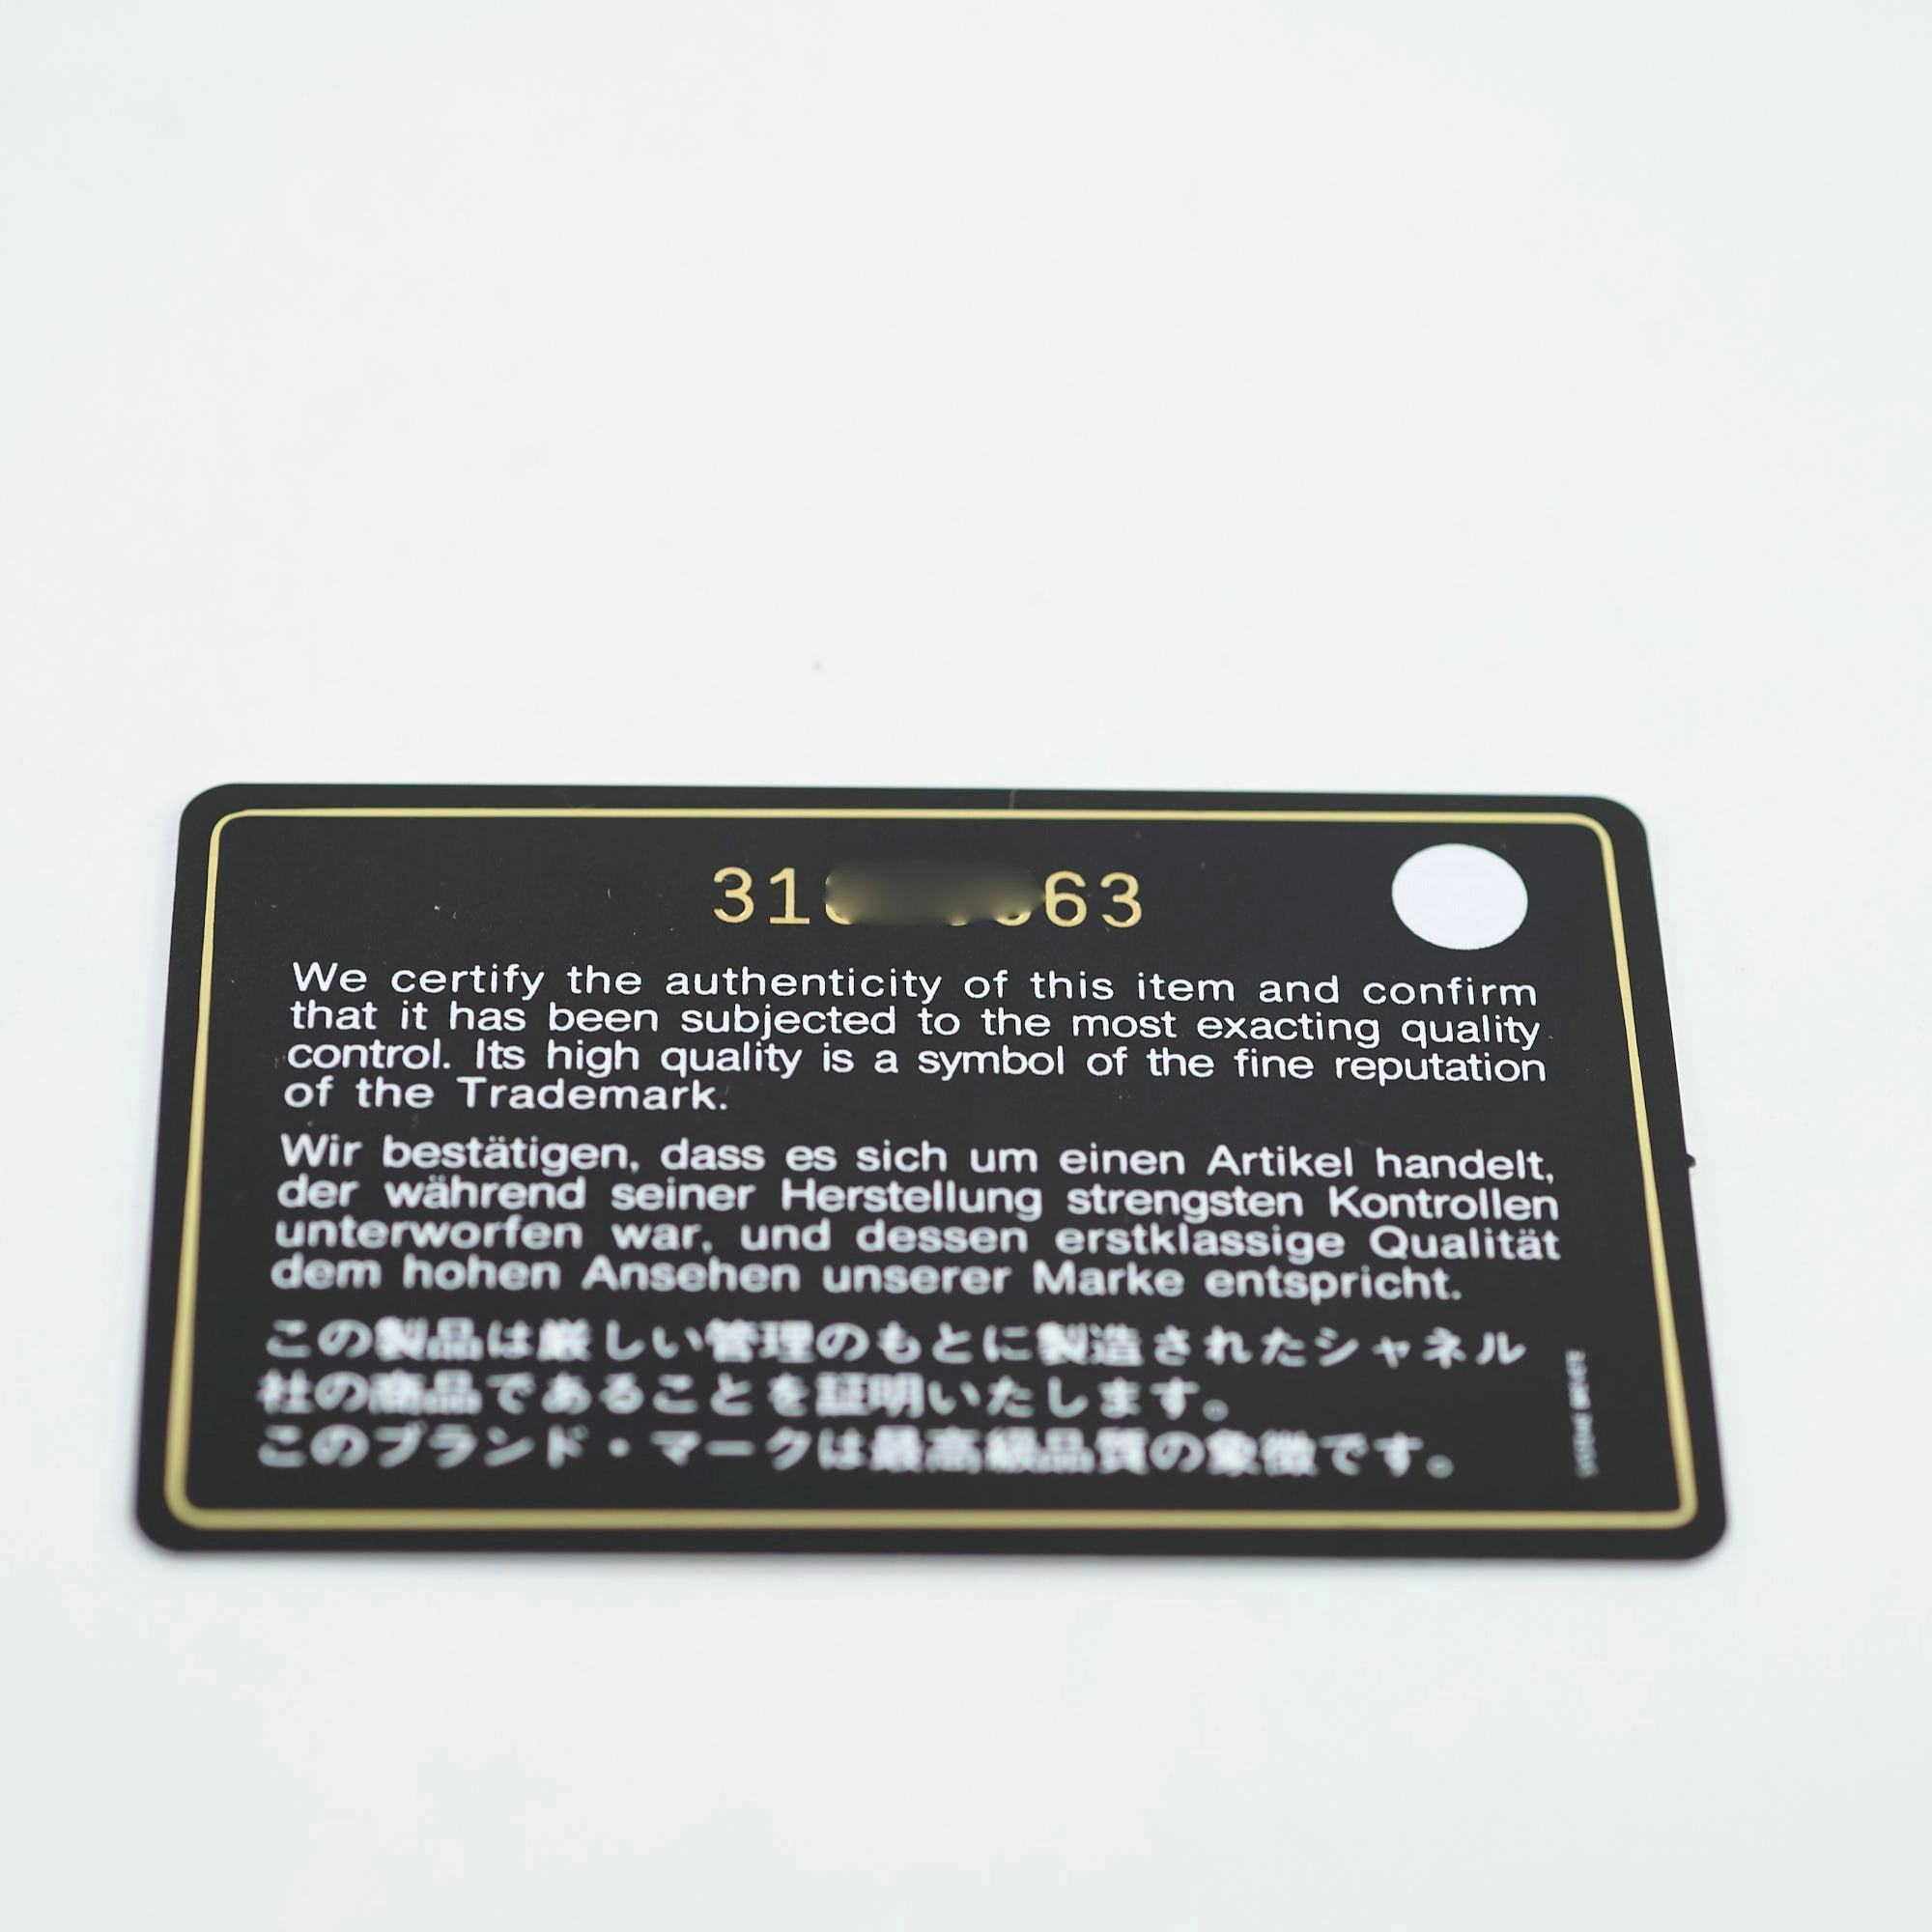 31 63
We certify the authenticity of this item and confirm
that it has been subjected to the most exacting quality
control. Its high quality is a symbol of the fine reputation
of the Trademark.
Wir bestätigen, dass es sich um einen Artikel handelt,
der während seiner Herstellung strengsten Kontrollen
unterworfen war, und dessen erstklassige Qualität
dem hohen Ansehen unserer Marke entspricht.
この製品は厳しい管理のもとに製造されたシャネル
社の商品であることを証明いたします。
このブランド・マークは最高級品質の象徴です。